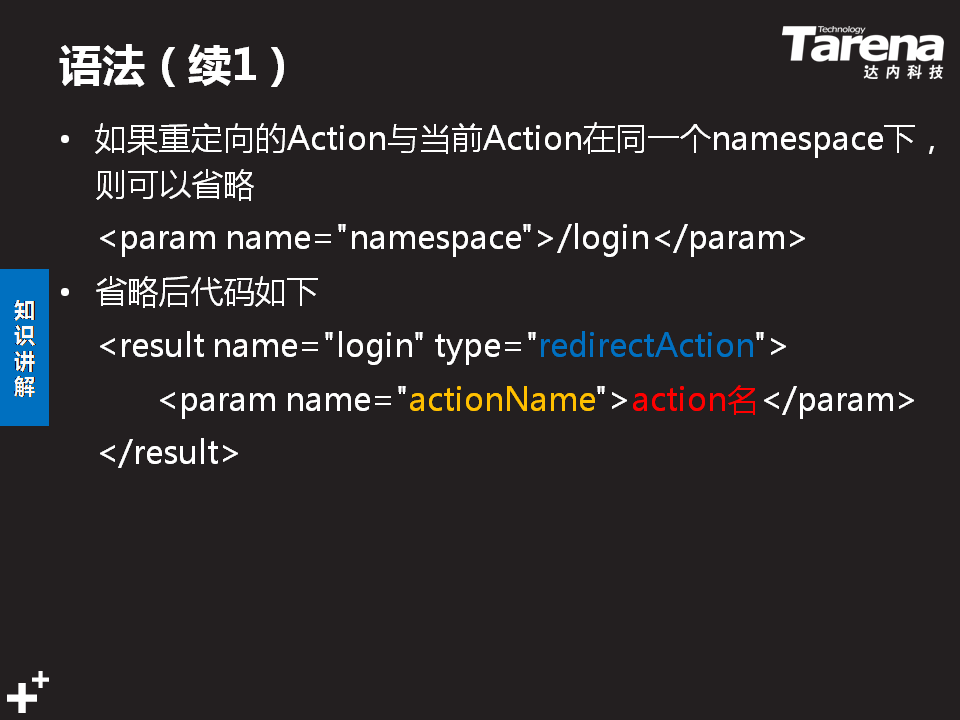 语法（续1）
Technology
Tarena
达内科技
• 如果重定向的Action与当前Action在同一个namespace下，
则可以省略
<param name="namespace">/login</param>
• 省略后代码如下
<result name="login" type="redirectAction">
<param name="actionName">action名</param>
</result>
知识讲解